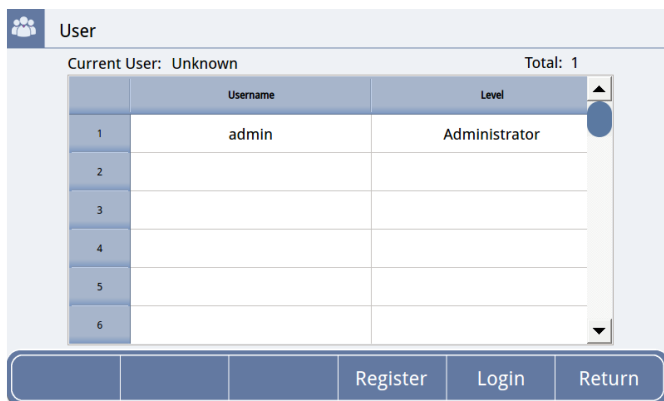 User
Current User: Unknown Total: 1
Username Level
1 admin Administrator
2
3
4
5
6
Register Login Return